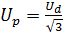 U_p = U_d / √3